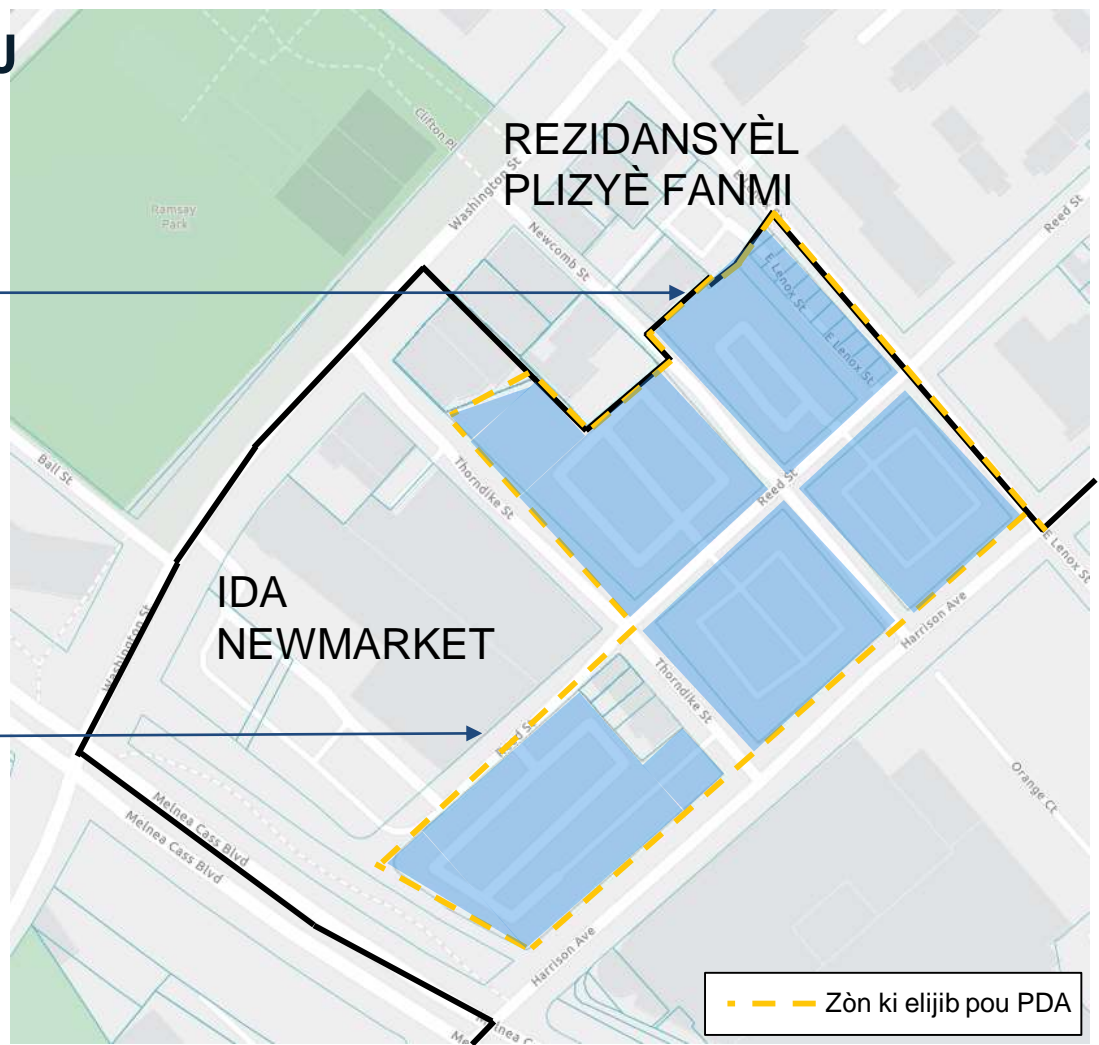 U
REZIDANSYÈL
PLIZYÈ FANMI
Clifton Pl
Washington St
Ramsay
Park
Newcomb St
Reed St
E Lenox St
E Lenox St
Ball St
Thorndike St
Reed St
E Lenox St
IDA
NEWMARKET
Harrison Ave
Washington St
Thorndike St
Reed St
Orange Ct
Melnea Cass Blvd
Melnea Cass Blvd
Harrison Ave
Zòn ki elijib pou PDA